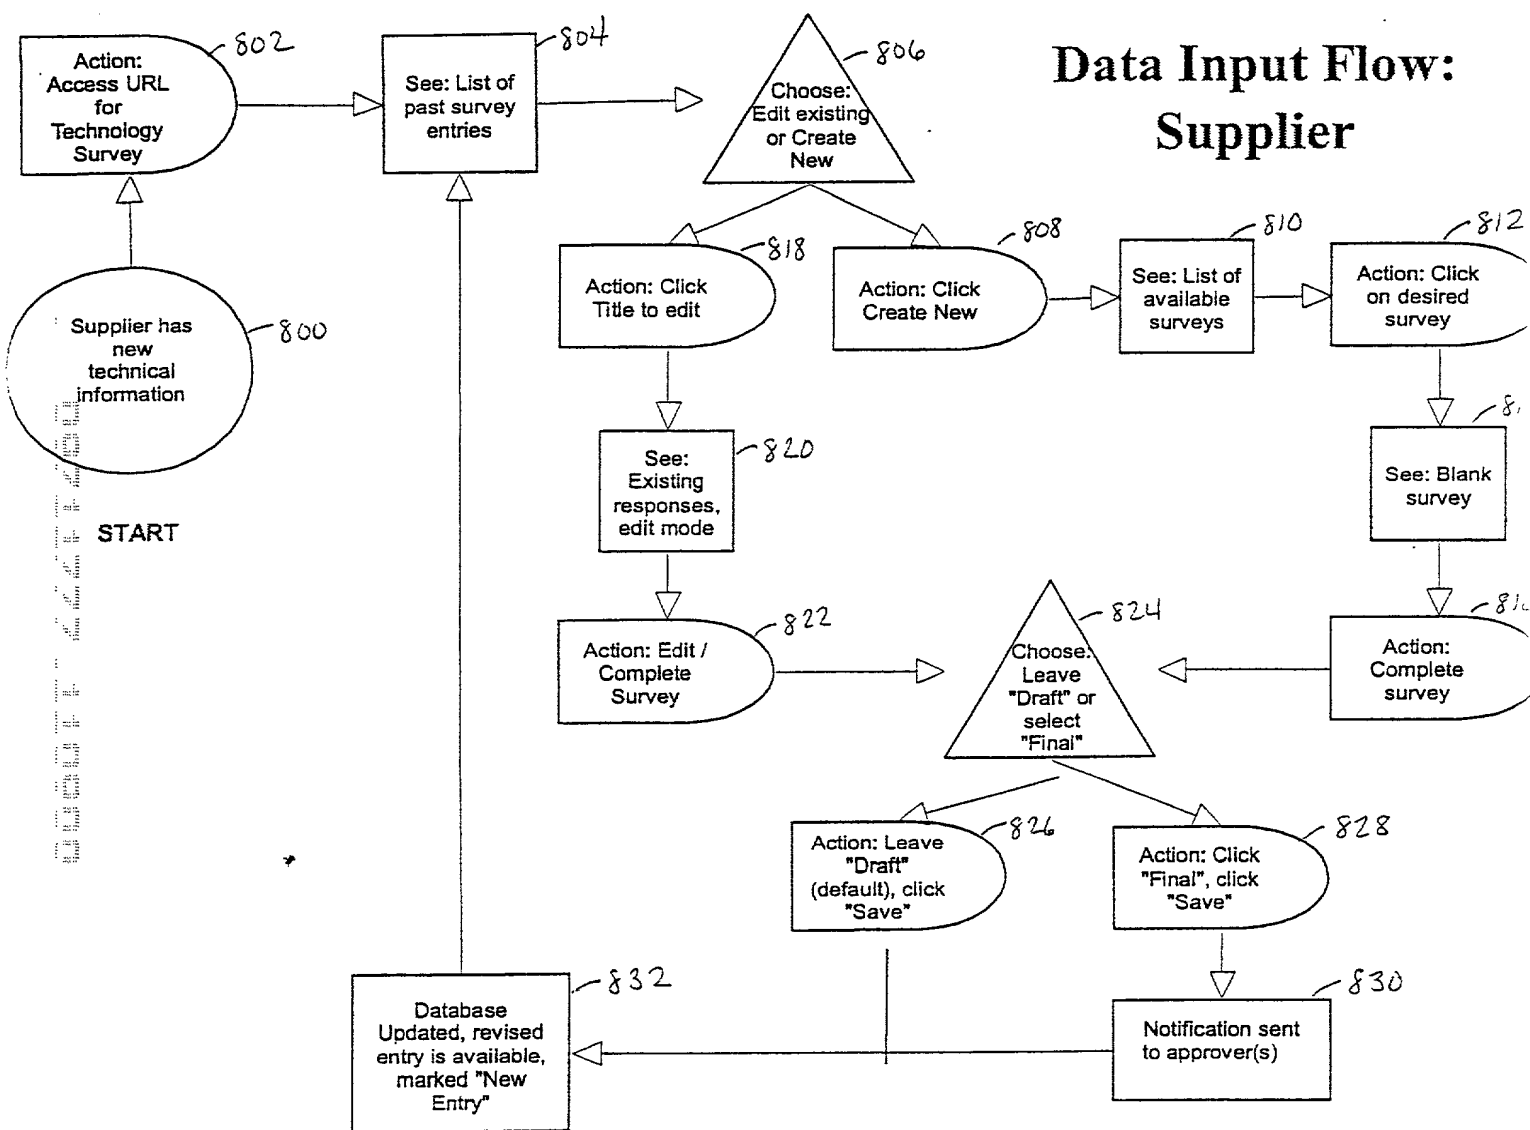 Data Input Flow:
Supplier
Action:
Access URL
for
Technology
Survey
802
See: List of
past survey
entries
804
Choose:
Edit existing
or Create
New
806
Supplier has
new
technical
information
800
START
Action: Click
Title to edit
818
Action: Click
Create New
808
See: List of
available
surveys
810
Action: Click
on desired
survey
812
See:
Existing
responses,
edit mode
820
See: Blank
survey
Action: Edit /
Complete
Survey
822
Choose:
Leave
"Draft" or
select
"Final"
824
Action:
Complete
survey
Action: Leave
"Draft"
(default), click
"Save"
826
Action: Click
"Final", click
"Save"
828
Database
Updated, revised
entry is available,
marked "New
Entry"
832
Notification sent
to approver(s)
830